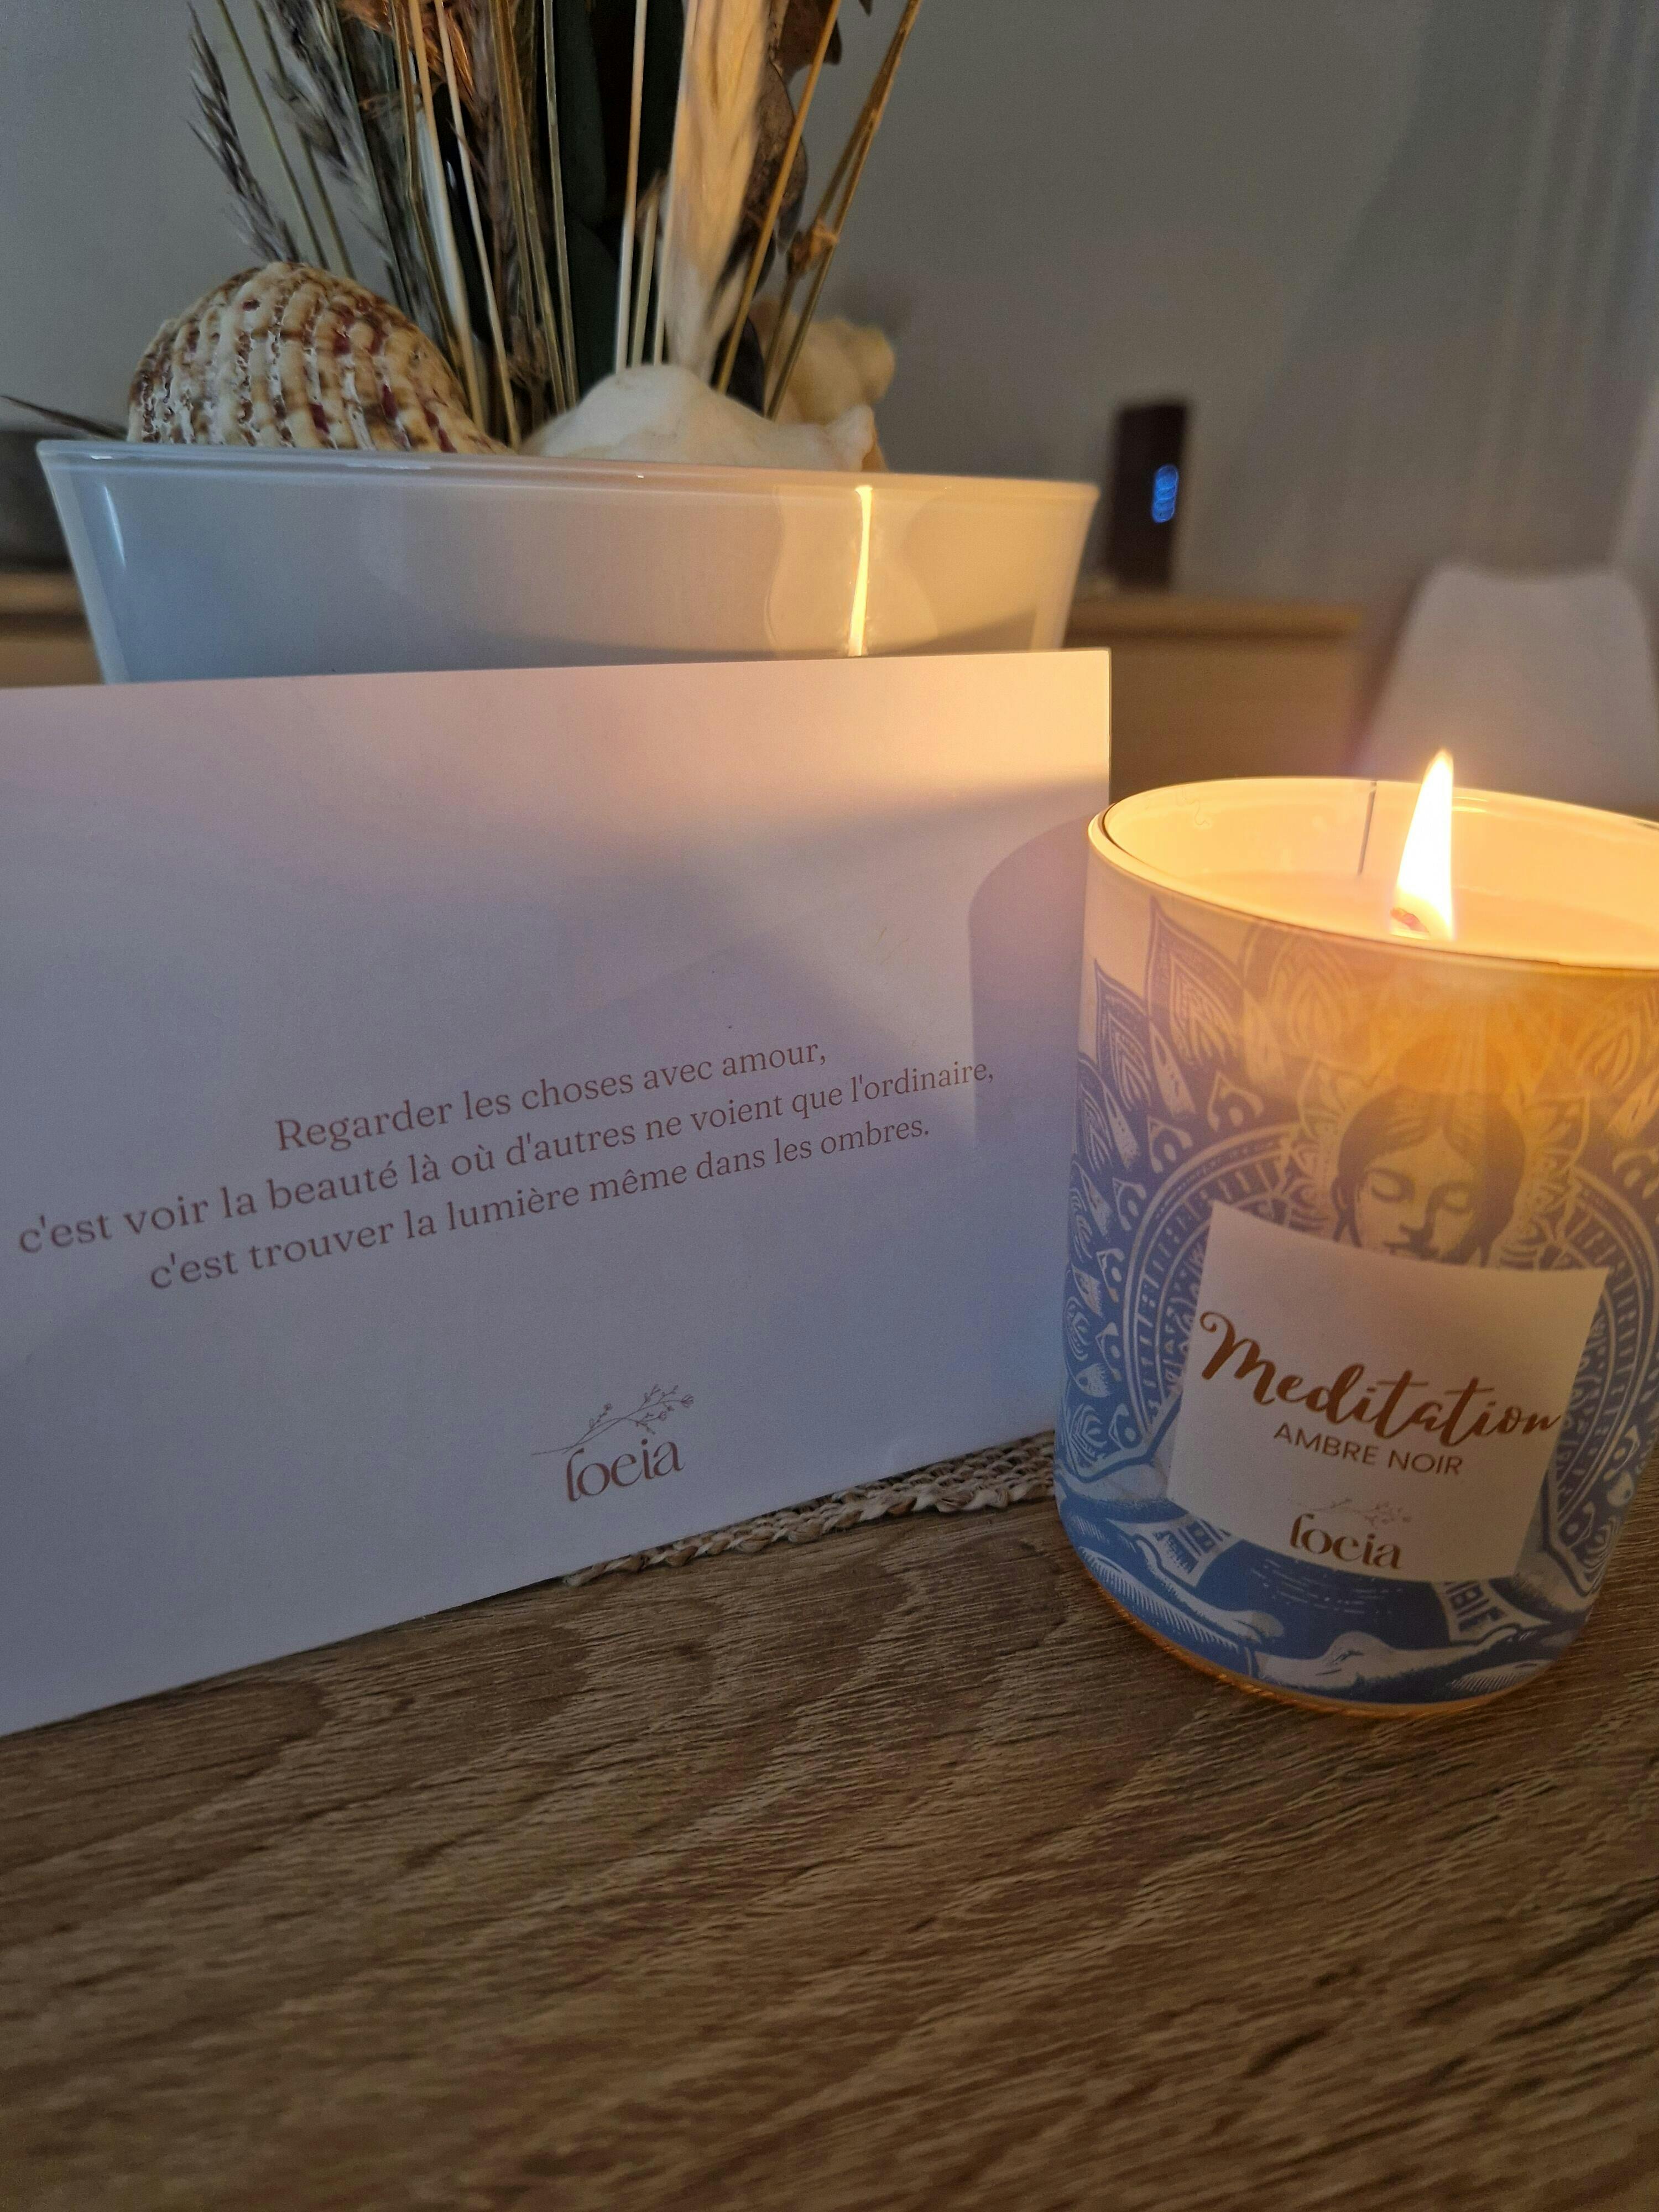 Regarder les choses avec amour,
c'est voir la beauté là où d'autres ne voient que l'ordinaire,
c'est trouver la lumière même dans les ombres.
loeia
Meditation
AMBRE NOIR
loeia